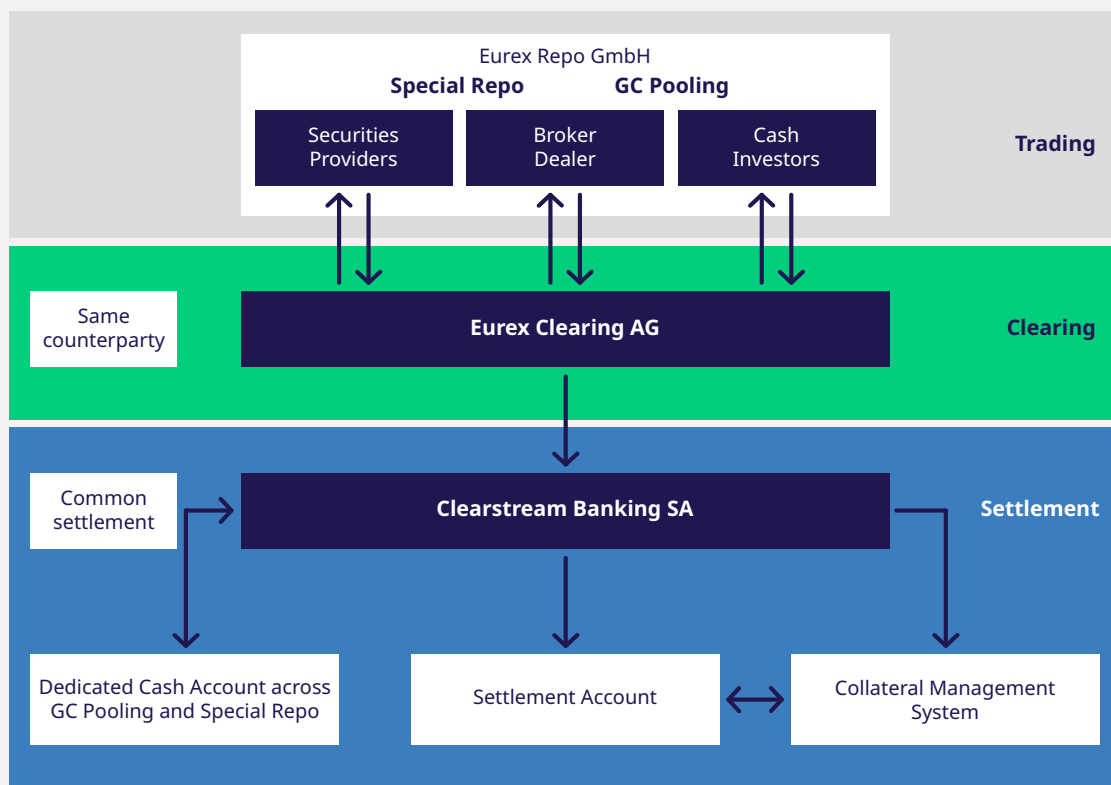 Eurex Repo GmbH
Special Repo
GC Pooling
Securities
Providers
Broker
Dealer
Cash
Investors
Trading
Same
counterparty
Eurex Clearing AG
Clearing
Common
settlement
Clearstream Banking SA
Settlement
Dedicated Cash Account across
GC Pooling and Special Repo
Settlement Account
Collateral Management
System